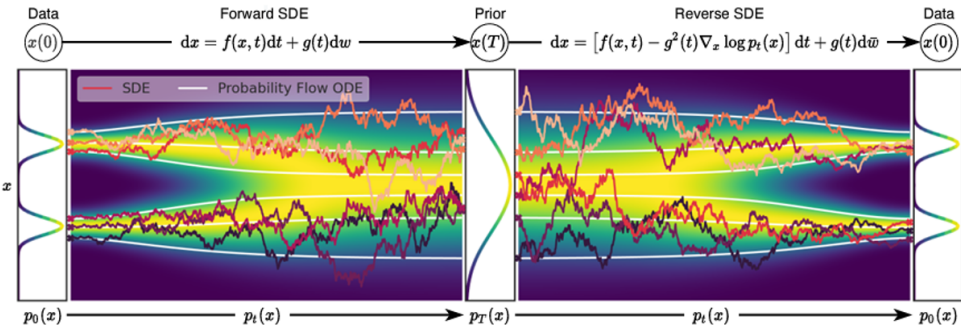 Data Forward SDE Prior Reverse SDE Data
x(0) dx = f(x, t)dt + g(t)dw x(T) dx = [f(x, t) − g²(t)∇ₓ log pₜ(x)] dt + g(t)dw̄ x(0)
SDE Probability Flow ODE
x
p₀(x) pₜ(x) p_T(x) pₜ(x) p₀(x)